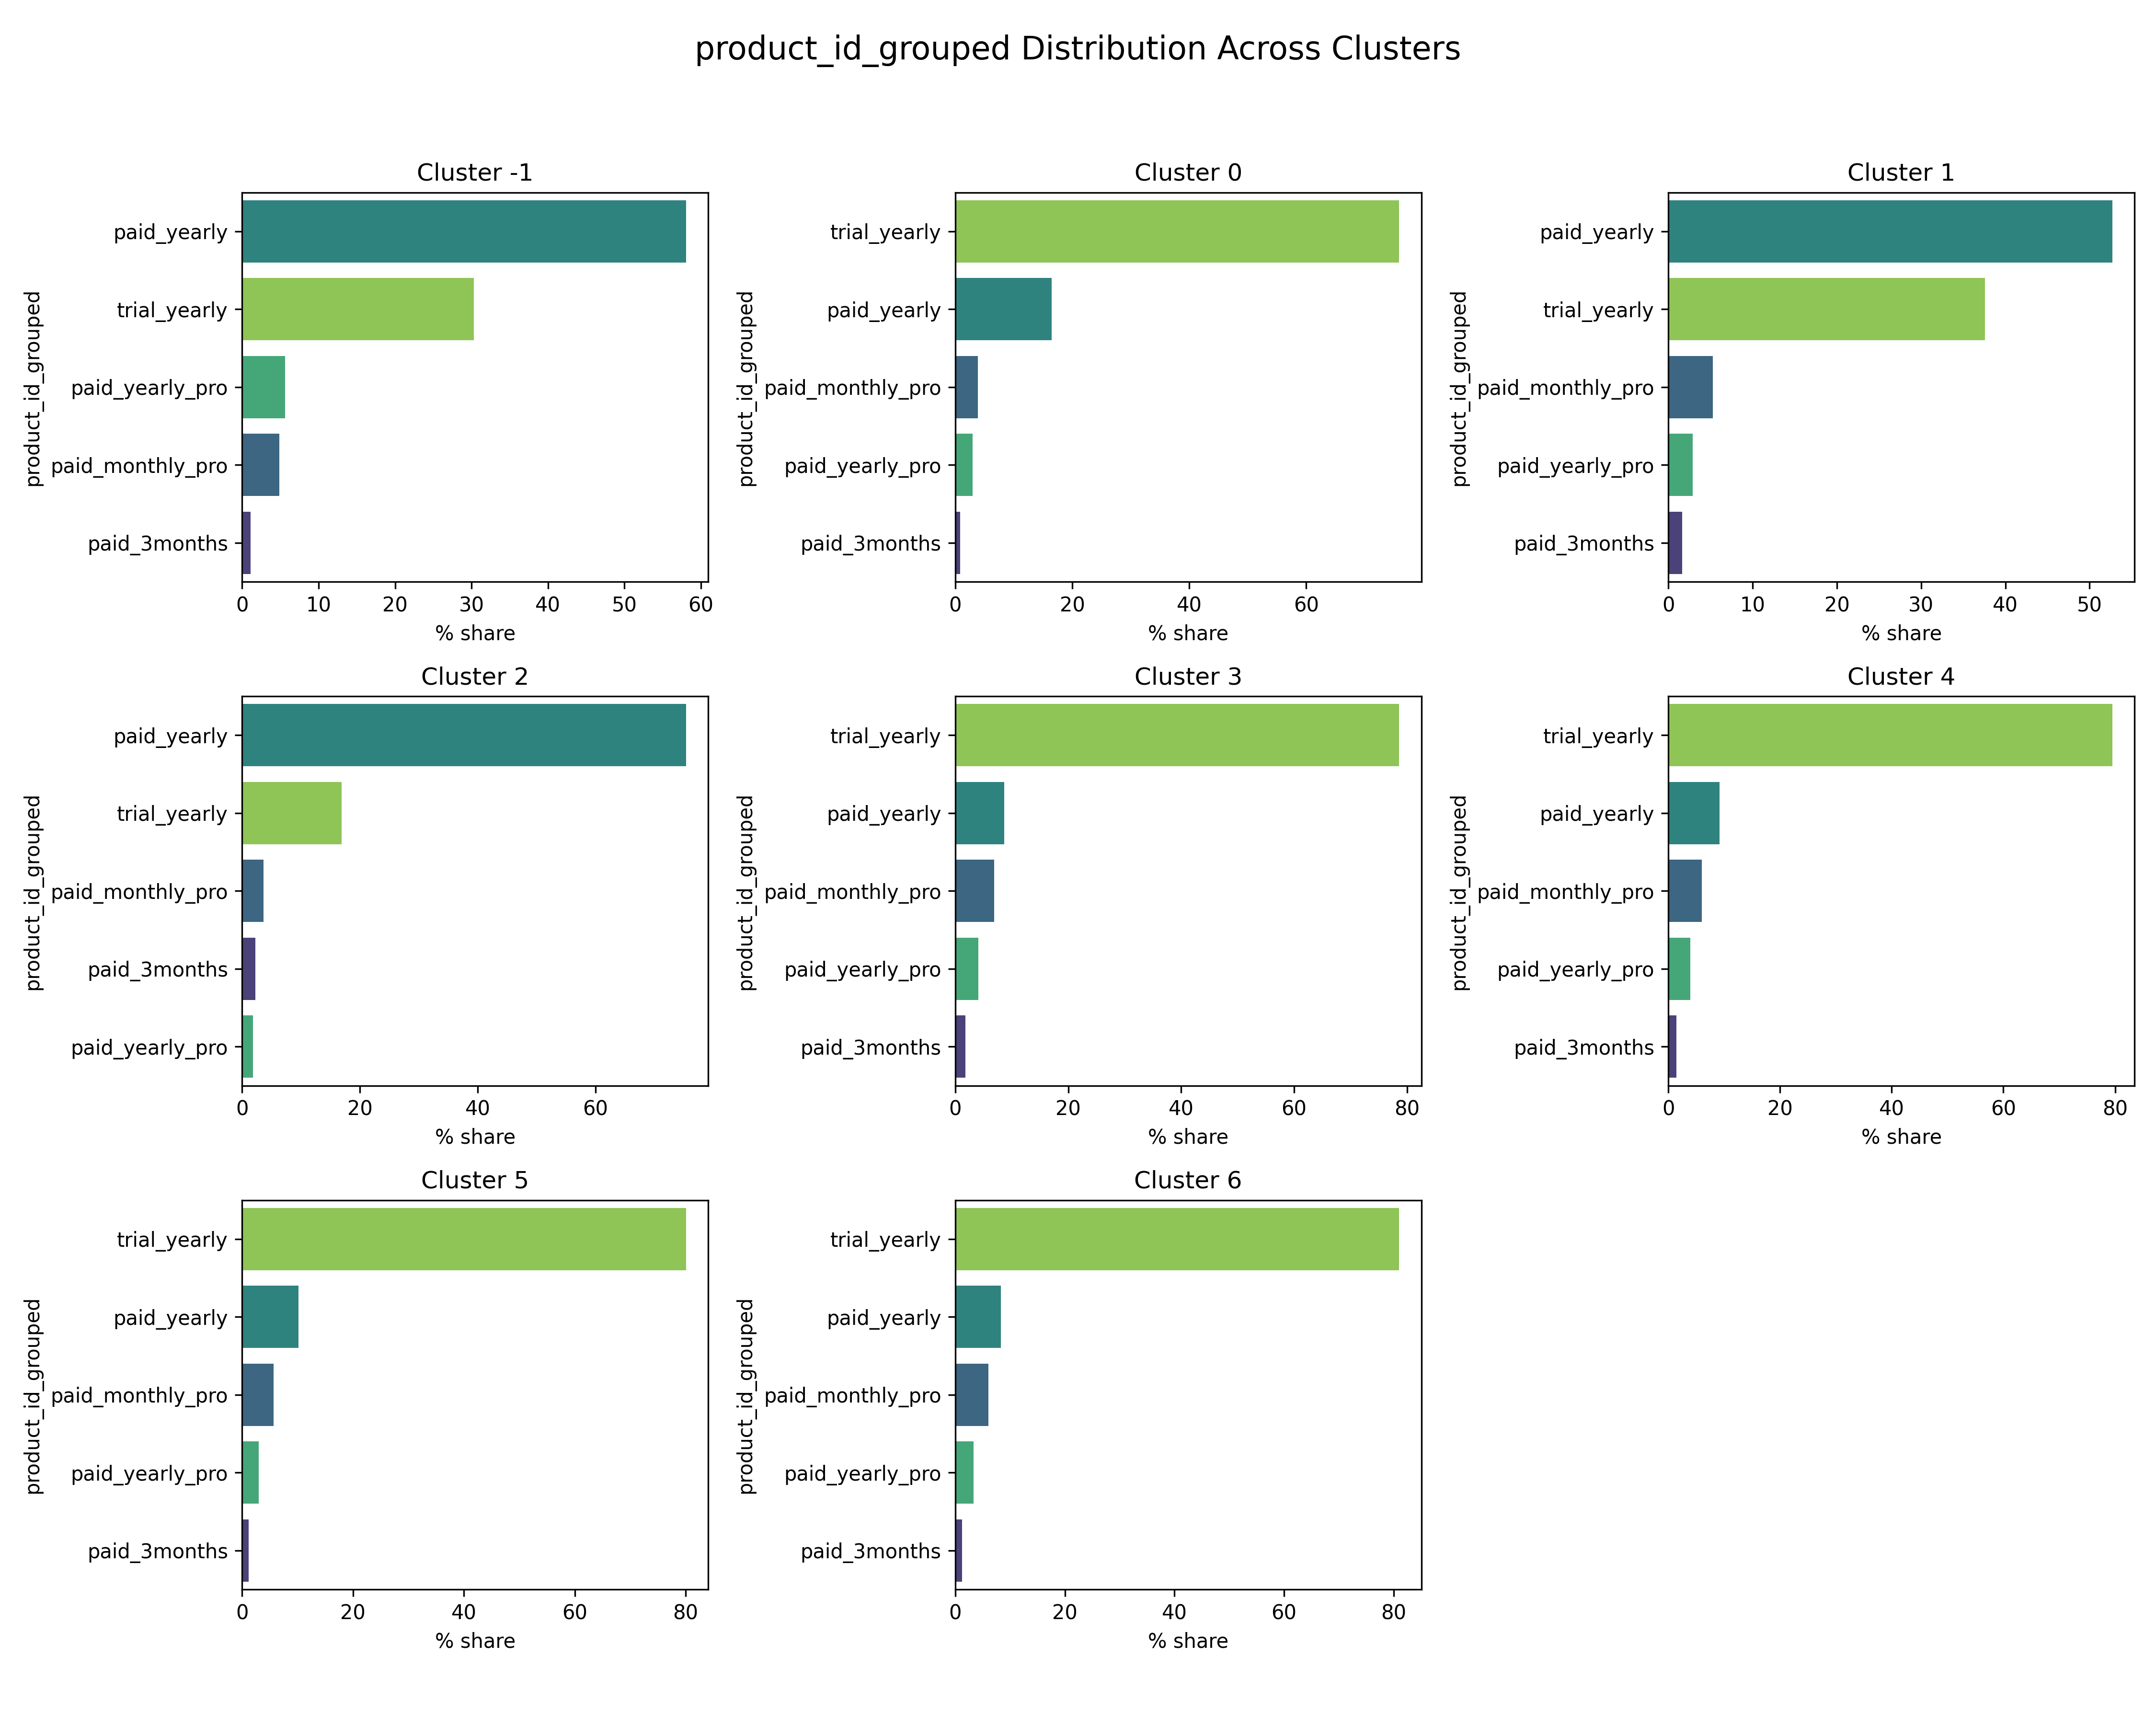 product_id_grouped Distribution Across Clusters
Cluster -1
product_id_grouped
paid_yearly
trial_yearly
paid_yearly_pro
paid_monthly_pro
paid_3months
0 10 20 30 40 50 60
% share
Cluster 0
product_id_grouped
trial_yearly
paid_yearly
paid_monthly_pro
paid_yearly_pro
paid_3months
0 20 40 60
% share
Cluster 1
product_id_grouped
paid_yearly
trial_yearly
paid_monthly_pro
paid_yearly_pro
paid_3months
0 10 20 30 40 50
% share
Cluster 2
product_id_grouped
paid_yearly
trial_yearly
paid_monthly_pro
paid_3months
paid_yearly_pro
0 20 40 60
% share
Cluster 3
product_id_grouped
trial_yearly
paid_yearly
paid_monthly_pro
paid_yearly_pro
paid_3months
0 20 40 60 80
% share
Cluster 4
product_id_grouped
trial_yearly
paid_yearly
paid_monthly_pro
paid_yearly_pro
paid_3months
0 20 40 60 80
% share
Cluster 5
product_id_grouped
trial_yearly
paid_yearly
paid_monthly_pro
paid_yearly_pro
paid_3months
0 20 40 60 80
% share
Cluster 6
product_id_grouped
trial_yearly
paid_yearly
paid_monthly_pro
paid_yearly_pro
paid_3months
0 20 40 60 80
% share